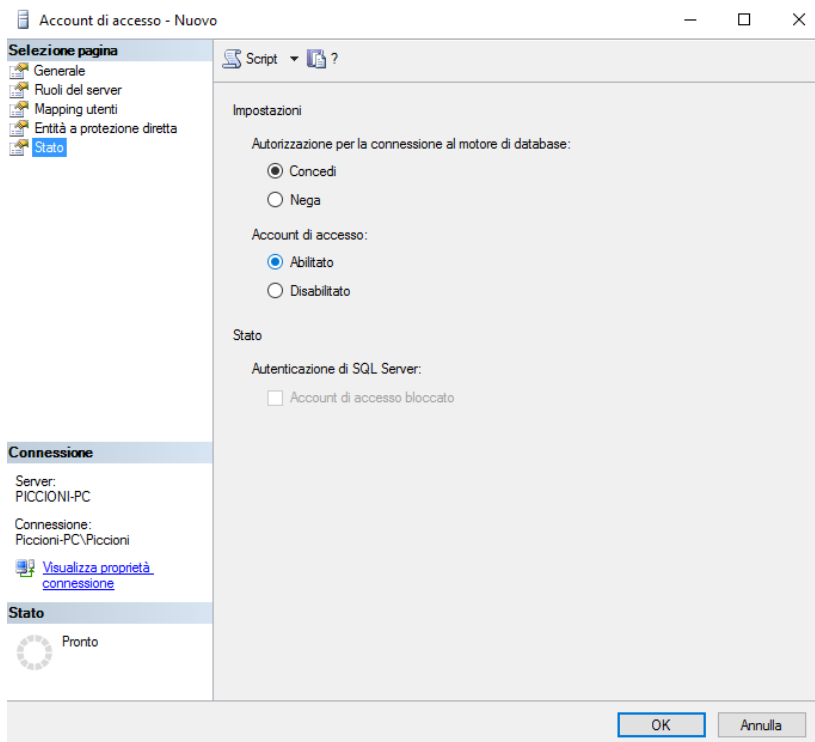 Account di accesso - Nuovo
Selezione pagina
Generale
Ruoli del server
Mapping utenti
Entità a protezione diretta
Stato
Script ?
Impostazioni
Autorizzazione per la connessione al motore di database:
Concedi
Nega
Account di accesso:
Abilitato
Disabilitato
Stato
Autenticazione di SQL Server:
Account di accesso bloccato
Connessione
Server:
PICCIONI-PC
Connessione:
Piccioni-PC\Piccioni
Visualizza proprietà
connessione
Stato
Pronto
OK Annulla